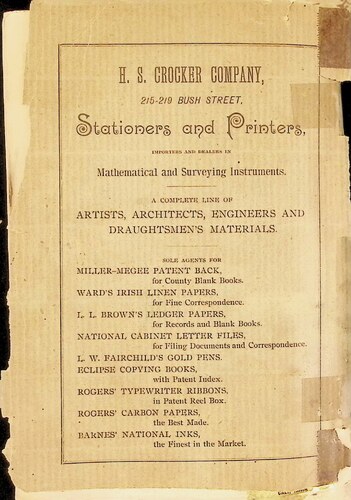 H. S. CROCKER COMPANY,
215-219 BUSH STREET,
Stationers and Printers,
IMPORTERS AND DEALERS IN
Mathematical and Surveying Instruments.
A COMPLETE LINE OF
ARTISTS, ARCHITECTS, ENGINEERS AND
DRAUGHTSMEN'S MATERIALS.
SOLE AGENTS FOR
MILLER-MEGEE PATENT BACK,
for County Blank Books.
WARD'S IRISH LINEN PAPERS,
for Fine Correspondence.
L. L. BROWN'S LEDGER PAPERS,
for Records and Blank Books.
NATIONAL CABINET LETTER FILES,
for Filing Documents and Correspondence.
L. W. FAIRCHILD'S GOLD PENS.
ECLIPSE COPYING BOOKS,
with Patent Index.
ROGERS' TYPEWRITER RIBBONS,
in Patent Reel Box.
ROGERS' CARBON PAPERS,
the Best Made.
BARNES' NATIONAL INKS,
the Finest in the Market.